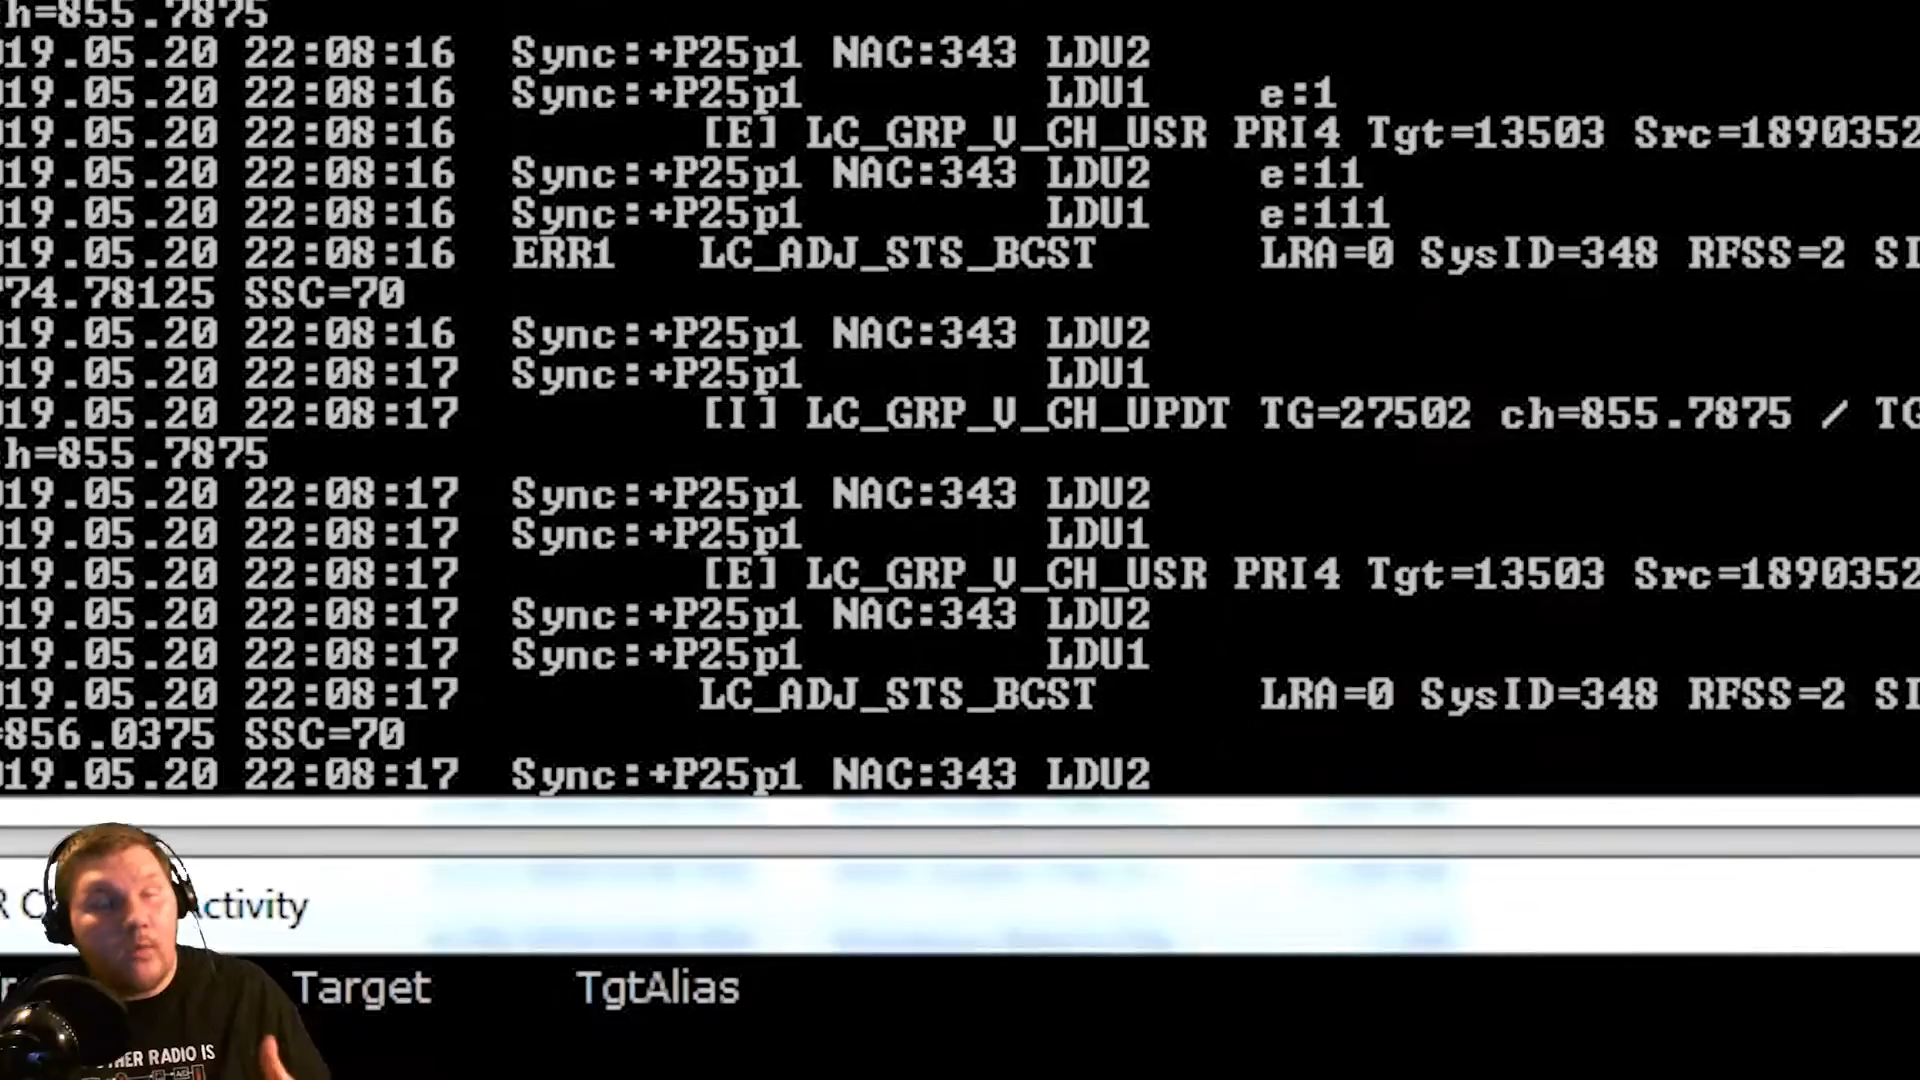 h=855.7875
019.05.20 22:08:16 Sync:+P25p1 NAC:343 LDU2
019.05.20 22:08:16 Sync:+P25p1 LDU1 e:1
019.05.20 22:08:16 [E] LC_GRP_V_CH_USR PRI4 Tgt=13503 Src=1890352
019.05.20 22:08:16 Sync:+P25p1 NAC:343 LDU2 e:11
019.05.20 22:08:16 Sync:+P25p1 LDU1 e:111
019.05.20 22:08:16 ERR1 LC_ADJ_STS_BCST LRA=0 SysID=348 RFSS=2 SI
774.78125 SSC=70
019.05.20 22:08:16 Sync:+P25p1 NAC:343 LDU2
019.05.20 22:08:17 Sync:+P25p1 LDU1
019.05.20 22:08:17 [I] LC_GRP_V_CH_UPDT TG=27502 ch=855.7875 / TG
h=855.7875
019.05.20 22:08:17 Sync:+P25p1 NAC:343 LDU2
019.05.20 22:08:17 Sync:+P25p1 LDU1
019.05.20 22:08:17 [E] LC_GRP_V_CH_USR PRI4 Tgt=13503 Src=1890352
019.05.20 22:08:17 Sync:+P25p1 NAC:343 LDU2
019.05.20 22:08:17 Sync:+P25p1 LDU1
019.05.20 22:08:17 LC_ADJ_STS_BCST LRA=0 SysID=348 RFSS=2 SI
=856.0375 SSC=70
019.05.20 22:08:17 Sync:+P25p1 NAC:343 LDU2
R C ctivity
Target TgtAlias
THER RADIO IS